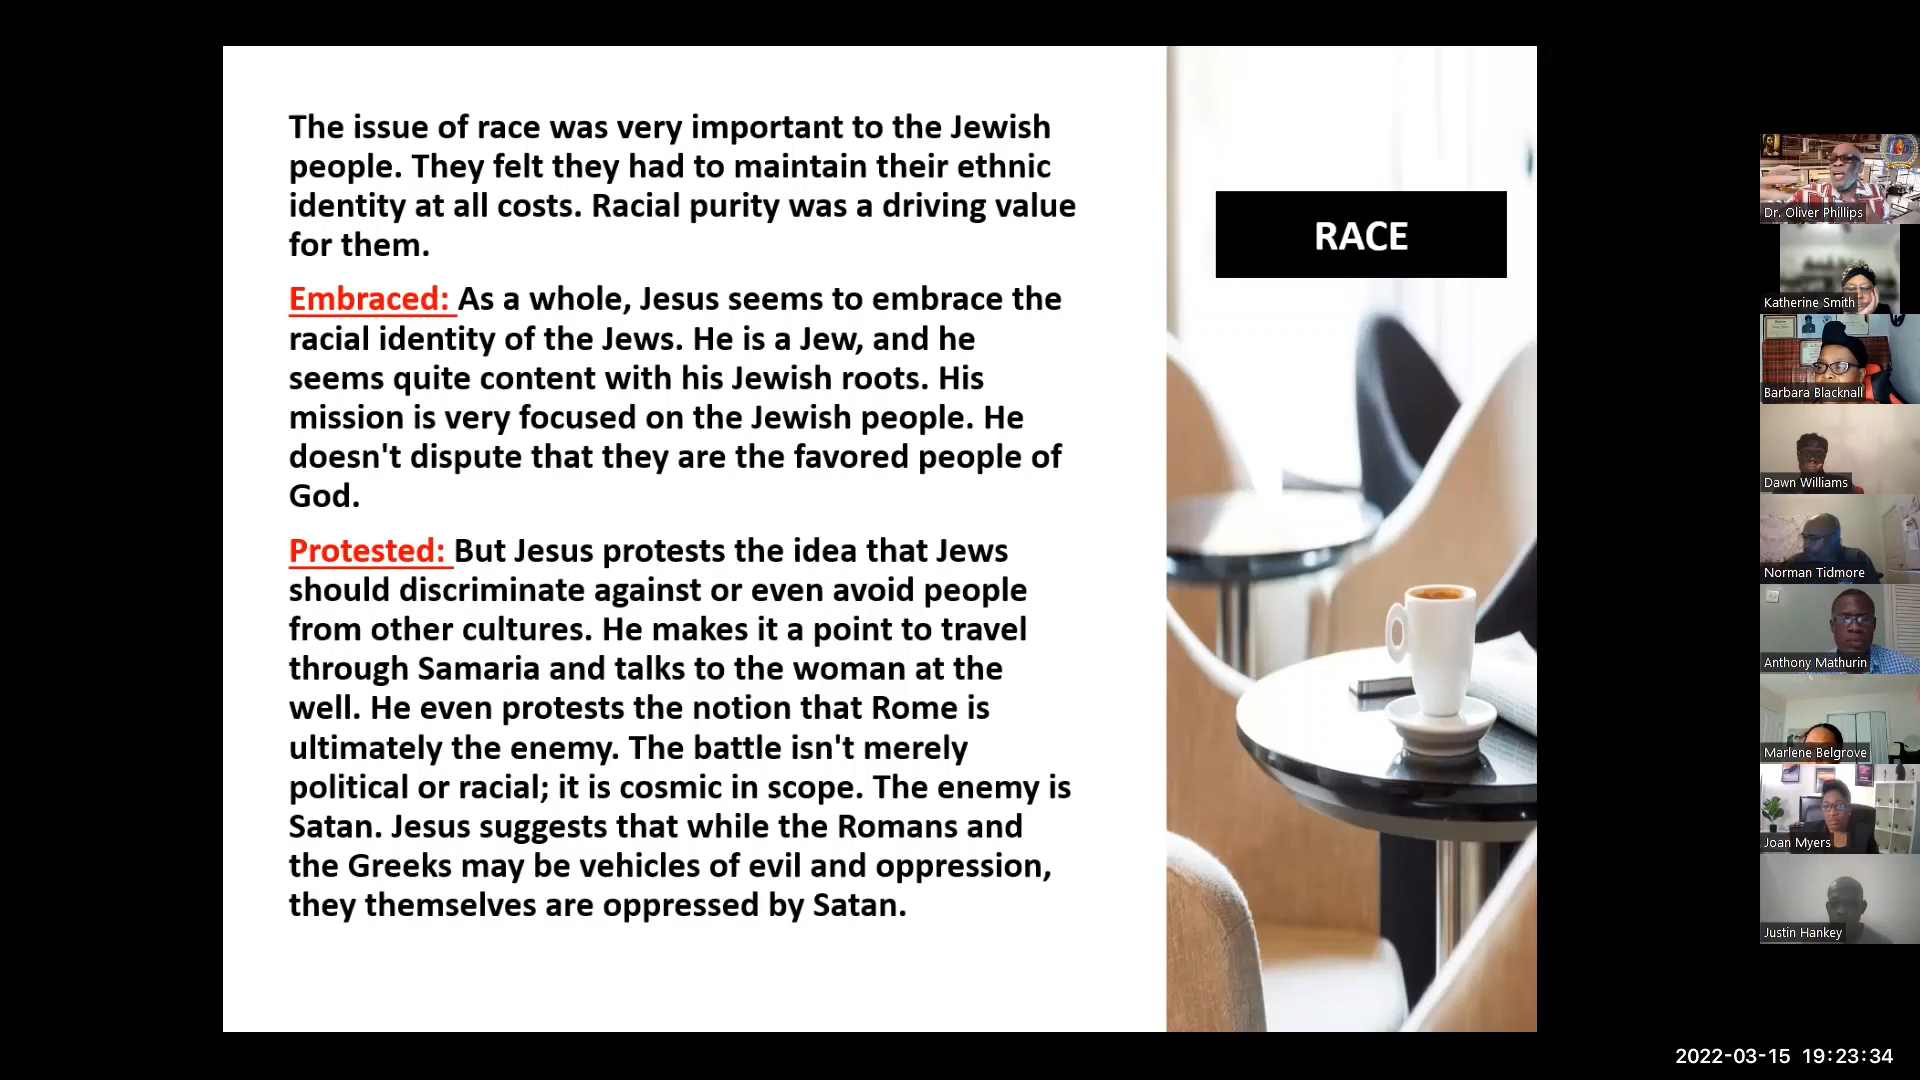 The issue of race was very important to the Jewish
people. They felt they had to maintain their ethnic
identity at all costs. Racial purity was a driving value
for them.
Embraced: As a whole, Jesus seems to embrace the
racial identity of the Jews. He is a Jew, and he
seems quite content with his Jewish roots. His
mission is very focused on the Jewish people. He
doesn't dispute that they are the favored people of
God.
Protested: But Jesus protests the idea that Jews
should discriminate against or even avoid people
from other cultures. He makes it a point to travel
through Samaria and talks to the woman at the
well. He even protests the notion that Rome is
ultimately the enemy. The battle isn't merely
political or racial; it is cosmic in scope. The enemy is
Satan. Jesus suggests that while the Romans and
the Greeks may be vehicles of evil and oppression,
they themselves are oppressed by Satan.
RACE
Dr. Oliver Phillips
Katherine Smith
Barbara Blacknall
Dawn Williams
Norman Tidmore
Anthony Mathurin
Marlene Belgrove
Joan Myers
Justin Hankey
2022-03-15 19:23:34